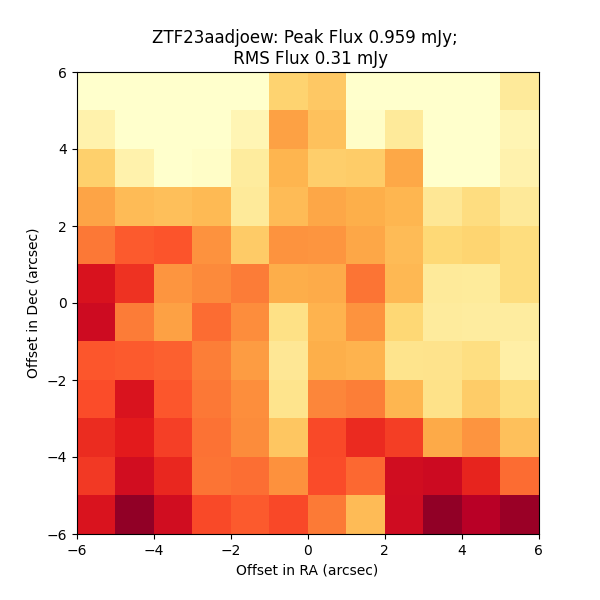 ZTF23aadjoew: Peak Flux 0.959 mJy;
RMS Flux 0.31 mJy
6
4
2
0
−2
−4
−6
Offset in Dec (arcsec)
−6 −4 −2 0 2 4 6
Offset in RA (arcsec)